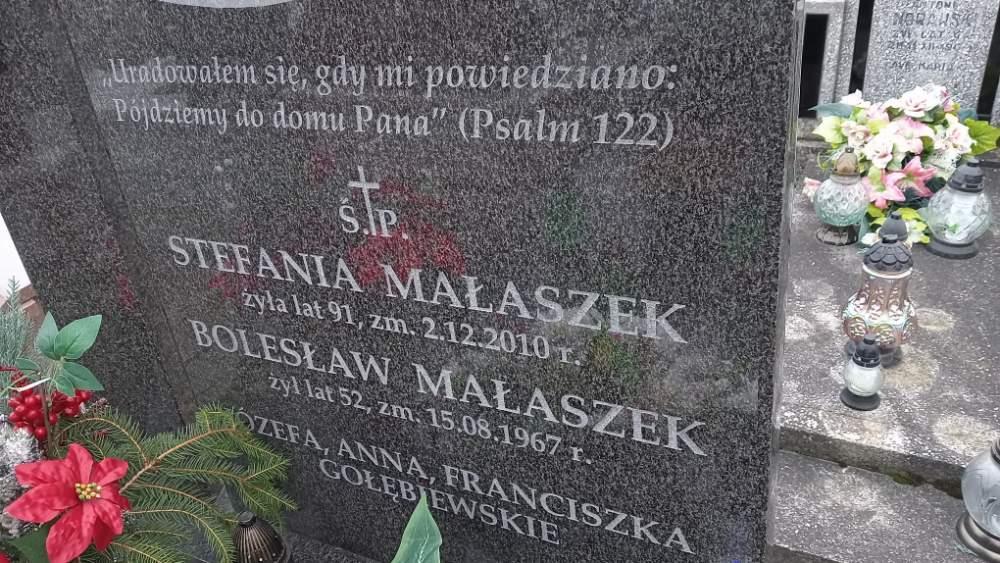 „Uradowałem się, gdy mi powiedziano:
Pójdziemy do domu Pana” (Psalm 122)
Ś.P.
STEFANIA MAŁASZEK
żyła lat 91, zm. 2.12.2010 r.
BOLESŁAW MAŁASZEK
żył lat 52, zm. 15.08.1967 r.
ÓZEFA, ANNA, FRANCISZKA
GOŁĘBIEWSKIE